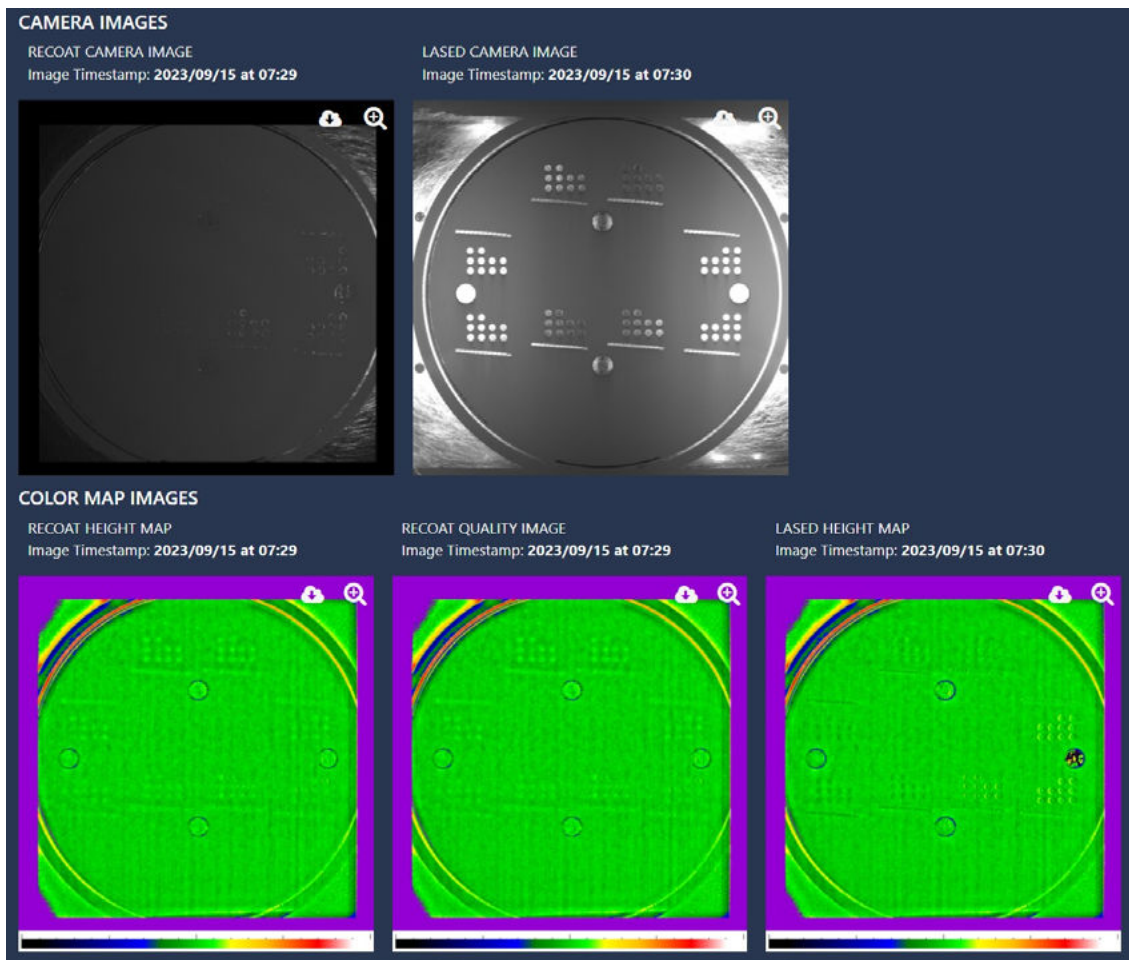 CAMERA IMAGES
RECOAT CAMERA IMAGE
Image Timestamp: 2023/09/15 at 07:29
LASED CAMERA IMAGE
Image Timestamp: 2023/09/15 at 07:30
COLOR MAP IMAGES
RECOAT HEIGHT MAP
Image Timestamp: 2023/09/15 at 07:29
RECOAT QUALITY IMAGE
Image Timestamp: 2023/09/15 at 07:29
LASED HEIGHT MAP
Image Timestamp: 2023/09/15 at 07:30